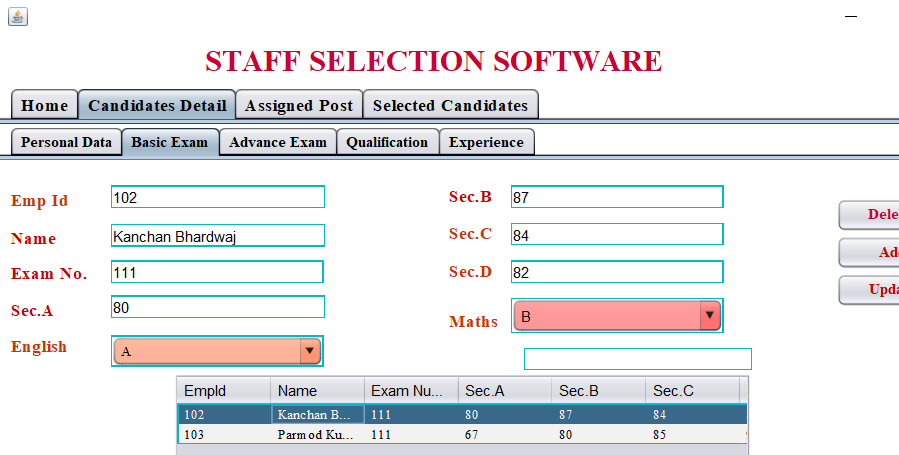 STAFF SELECTION SOFTWARE
Home Candidates Detail Assigned Post Selected Candidates
Personal Data Basic Exam Advance Exam Qualification Experience
Emp Id 102 Sec.B 87
Name Kanchan Bhardwaj Sec.C 84
Exam No. 111 Sec.D 82
Sec.A 80 Maths B
English A
Dele
Ad
Upda
EmpId Name Exam Nu... Sec.A Sec.B Sec.C
102 Kanchan B... 111 80 87 84
103 Parmod Ku... 111 67 80 85